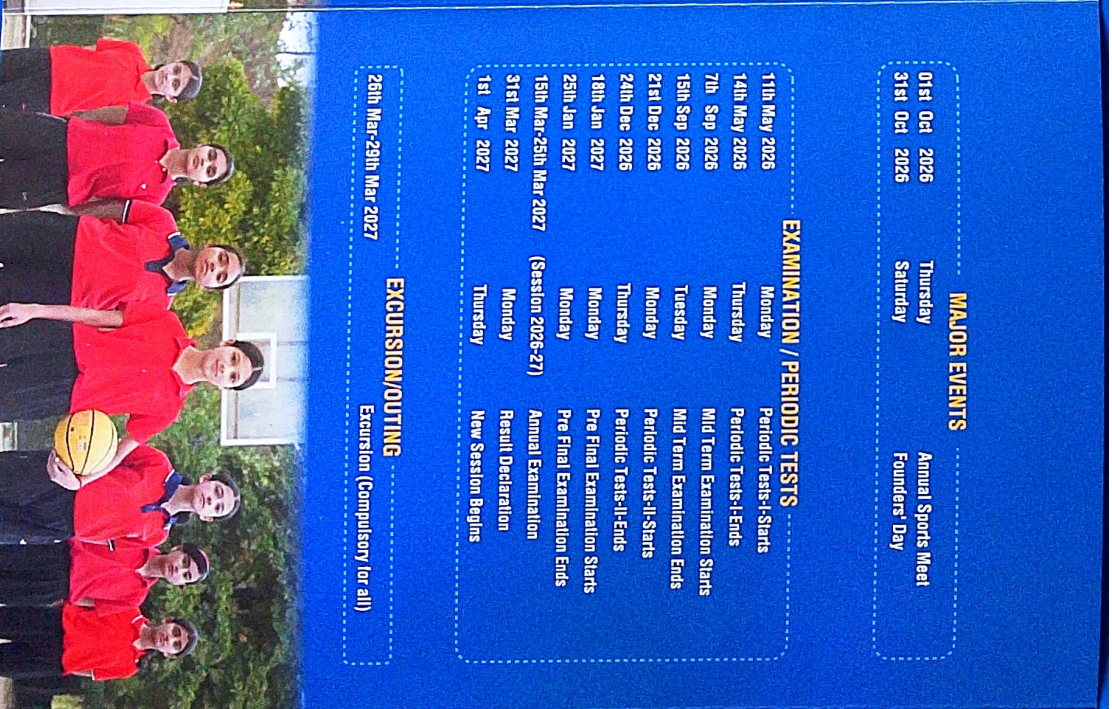 MAJOR EVENTS
01st Oct 2026 Thursday Annual Sports Meet
31st Oct 2026 Saturday Founders' Day
EXAMINATION / PERIODIC TESTS
11th May 2026 Monday Periodic Tests-I-Starts
14th May 2026 Thursday Periodic Tests-I-Ends
7th Sep 2026 Monday Mid Term Examination Starts
15th Sep 2026 Tuesday Mid Term Examination Ends
21st Dec 2026 Monday Periodic Tests-II-Starts
24th Dec 2026 Thursday Periodic Tests-II-Ends
18th Jan 2027 Monday Pre Final Examination Starts
25th Jan 2027 Monday Pre Final Examination Ends
15th Mar-25th Mar 2027 (Session 2026-27) Annual Examination
31st Mar 2027 Monday Result Declaration
1st Apr 2027 Thursday New Session Begins
EXCURSION/OUTING
26th Mar-29th Mar 2027 Excursion (Compulsory for all)